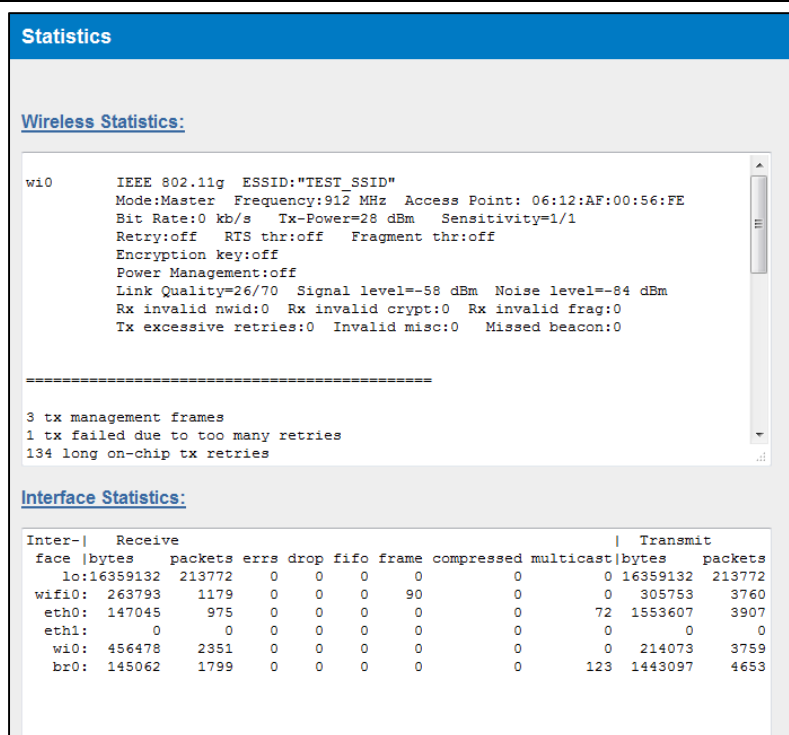 Statistics
Wireless Statistics:
wi0       IEEE 802.11g  ESSID:"TEST_SSID"
          Mode:Master  Frequency:912 MHz  Access Point: 06:12:AF:00:56:FE
          Bit Rate:0 kb/s   Tx-Power=28 dBm   Sensitivity=1/1
          Retry:off   RTS thr:off   Fragment thr:off
          Encryption key:off
          Power Management:off
          Link Quality=26/70  Signal level=-58 dBm  Noise level=-84 dBm
          Rx invalid nwid:0  Rx invalid crypt:0  Rx invalid frag:0
          Tx excessive retries:0  Invalid misc:0   Missed beacon:0
=============================================
3 tx management frames
1 tx failed due to too many retries
134 long on-chip tx retries
Interface Statistics:
Inter-|   Receive                                                |  Transmit
 face |bytes    packets errs drop fifo frame compressed multicast|bytes    packets
    lo:16359132  213772    0    0    0     0          0         0 16359132  213772
 wifi0:  263793    1179    0    0    0    90          0         0   305753    3760
  eth0:  147045     975    0    0    0     0          0        72  1553607    3907
  eth1:       0       0    0    0    0     0          0         0        0       0
   wi0:  456478    2351    0    0    0     0          0         0   214073    3759
   br0:  145062    1799    0    0    0     0          0       123  1443097    4653